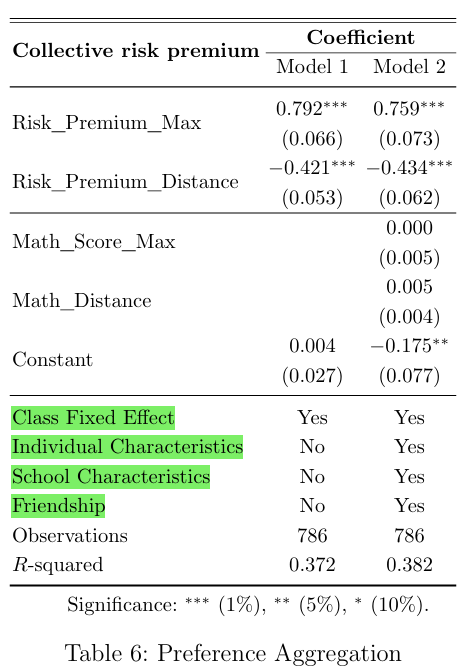 Collective risk premium Coefficient
Model 1 Model 2
Risk_Premium_Max 0.792*** 0.759***
(0.066) (0.073)
Risk_Premium_Distance −0.421*** −0.434***
(0.053) (0.062)
Math_Score_Max 0.000
(0.005)
Math_Distance 0.005
(0.004)
Constant 0.004 −0.175**
(0.027) (0.077)
Class Fixed Effect Yes Yes
Individual Characteristics No Yes
School Characteristics No Yes
Friendship No Yes
Observations 786 786
R-squared 0.372 0.382
Significance: *** (1%), ** (5%), * (10%).
Table 6: Preference Aggregation